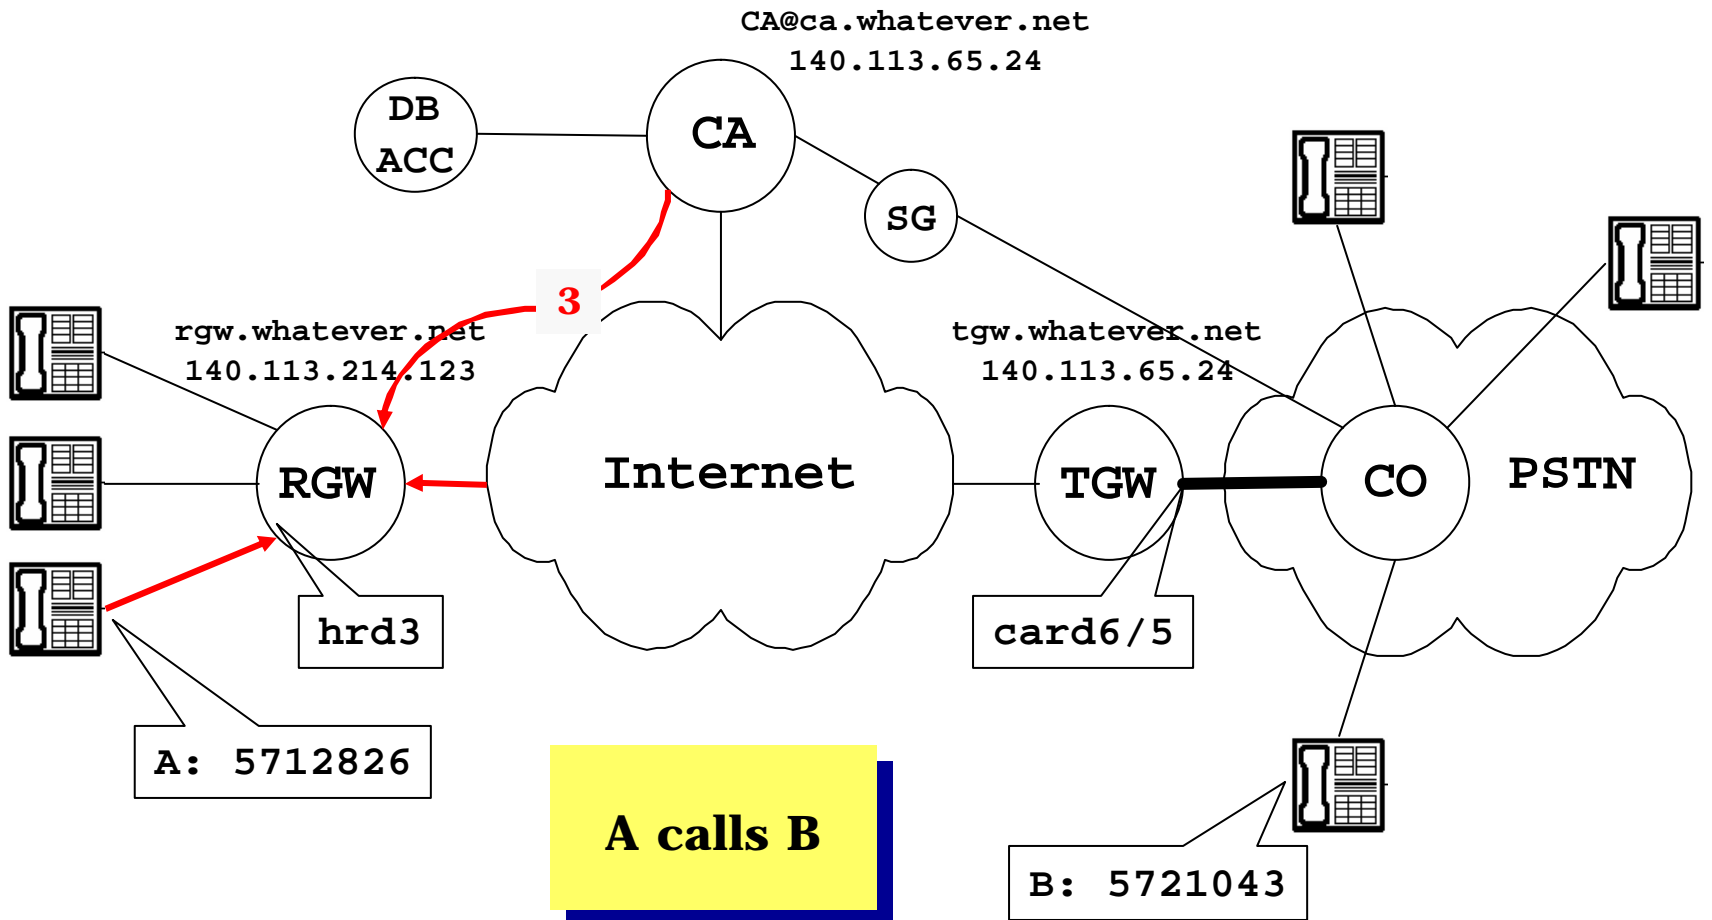 CA@ca.whatever.net
140.113.65.24
DB
ACC
CA
SG
3
rgw.whatever.net
140.113.214.123
tgw.whatever.net
140.113.65.24
RGW
Internet
TGW
CO
PSTN
hrd3
card6/5
A: 5712826
A calls B
B: 5721043